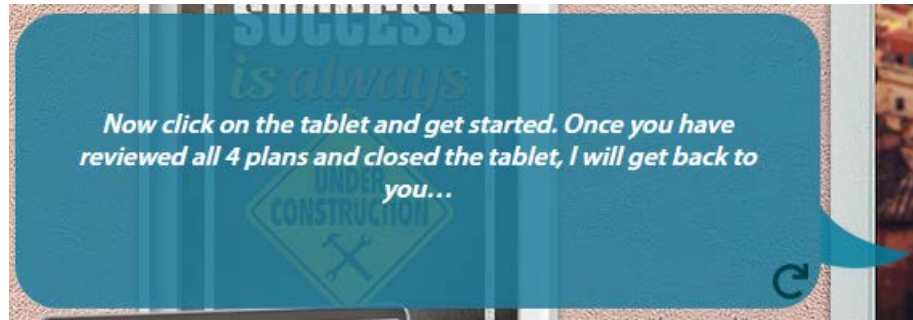 SUCCESS
is always
Now click on the tablet and get started. Once you have
reviewed all 4 plans and closed the tablet, I will get back to
you…
UNDER
CONSTRUCTION